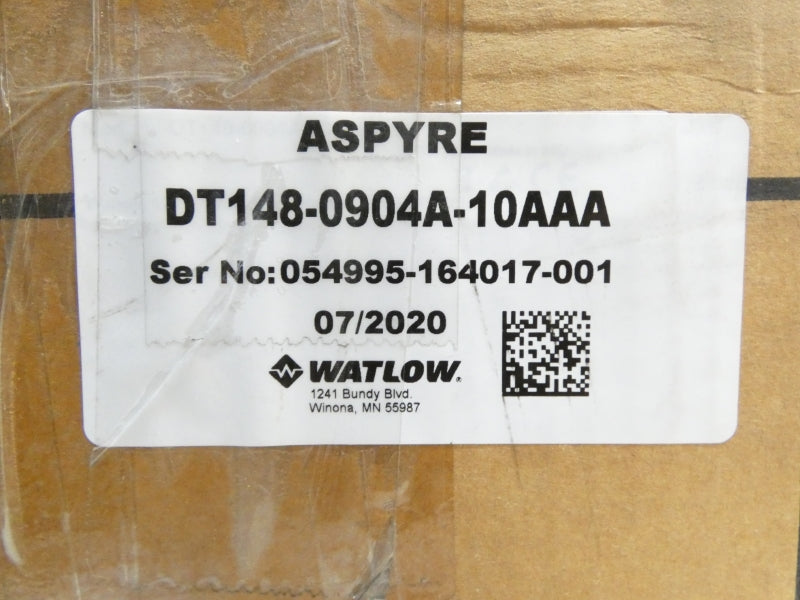 ASPYRE
DT148-0904A-10AAA
Ser No: 054995-164017-001
07/2020
WATLOW®
1241 Bundy Blvd.
Winona, MN 55987